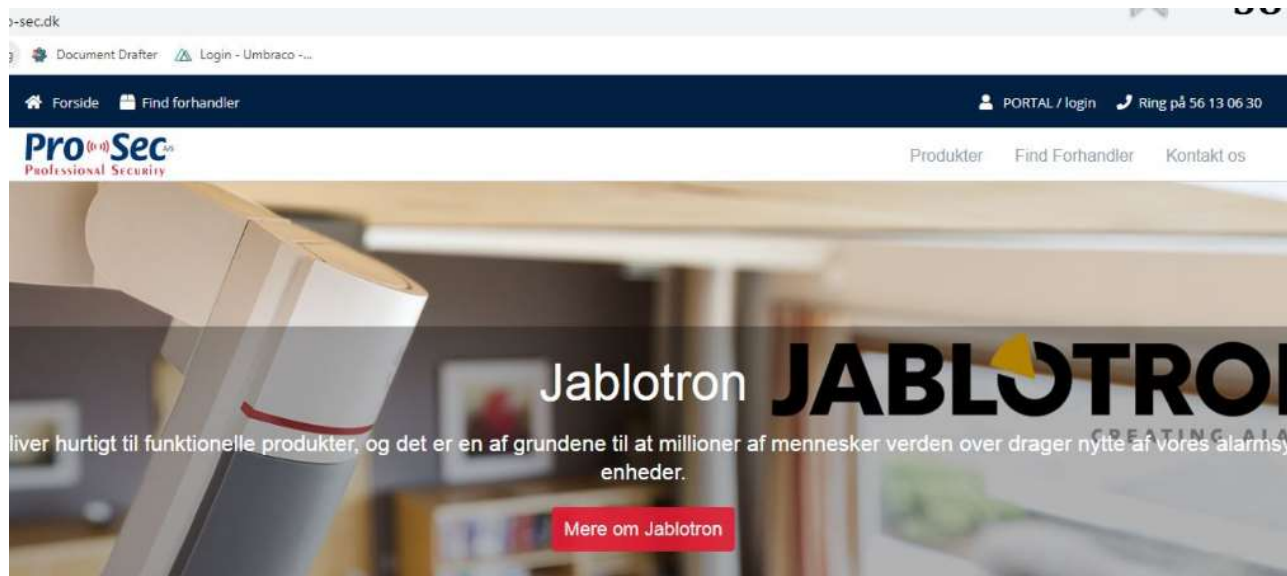 o-sec.dk
Document Drafter Login - Umbraco -...
Forside Find forhandler PORTAL / login Ring på 56 13 06 30
Pro Sec A/S
Professional Security
Produkter Find Forhandler Kontakt os
Jablotron JABLOTRON
CREATING ALA
liver hurtigt til funktionelle produkter, og det er en af grundene til at millioner af mennesker verden over drager nytte af vores alarmsy
enheder.
Mere om Jablotron